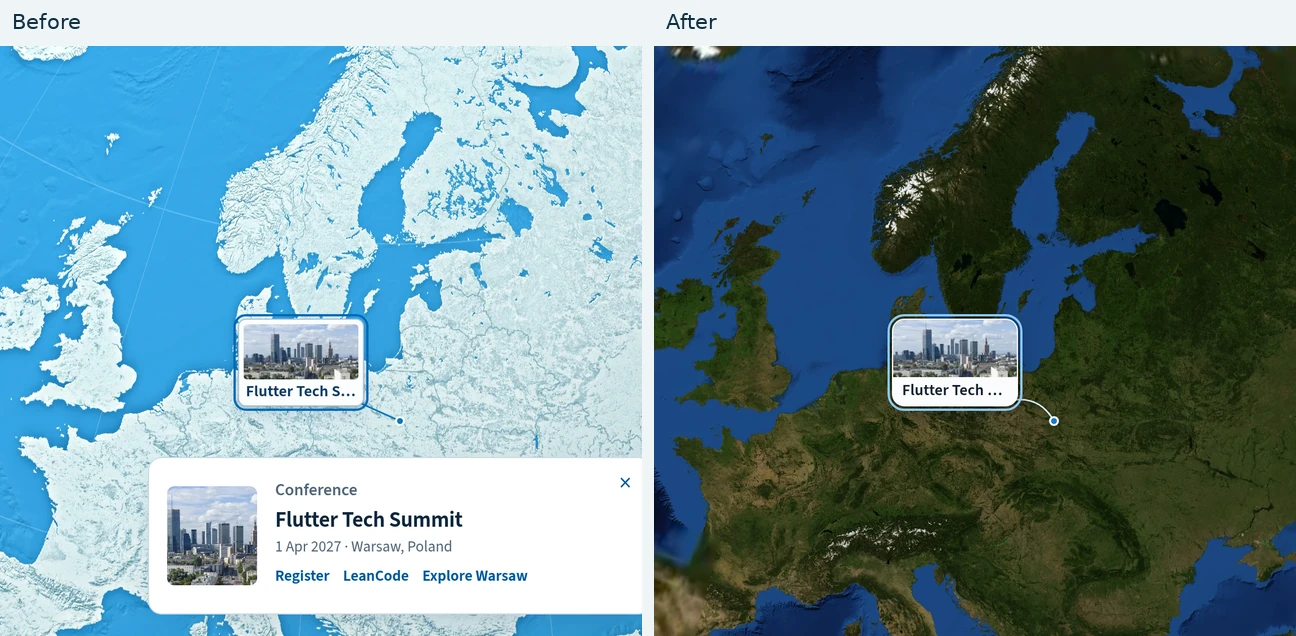 Before
After
Flutter Tech S…
Flutter Tech …
Conference
Flutter Tech Summit
1 Apr 2027 · Warsaw, Poland
Register LeanCode Explore Warsaw